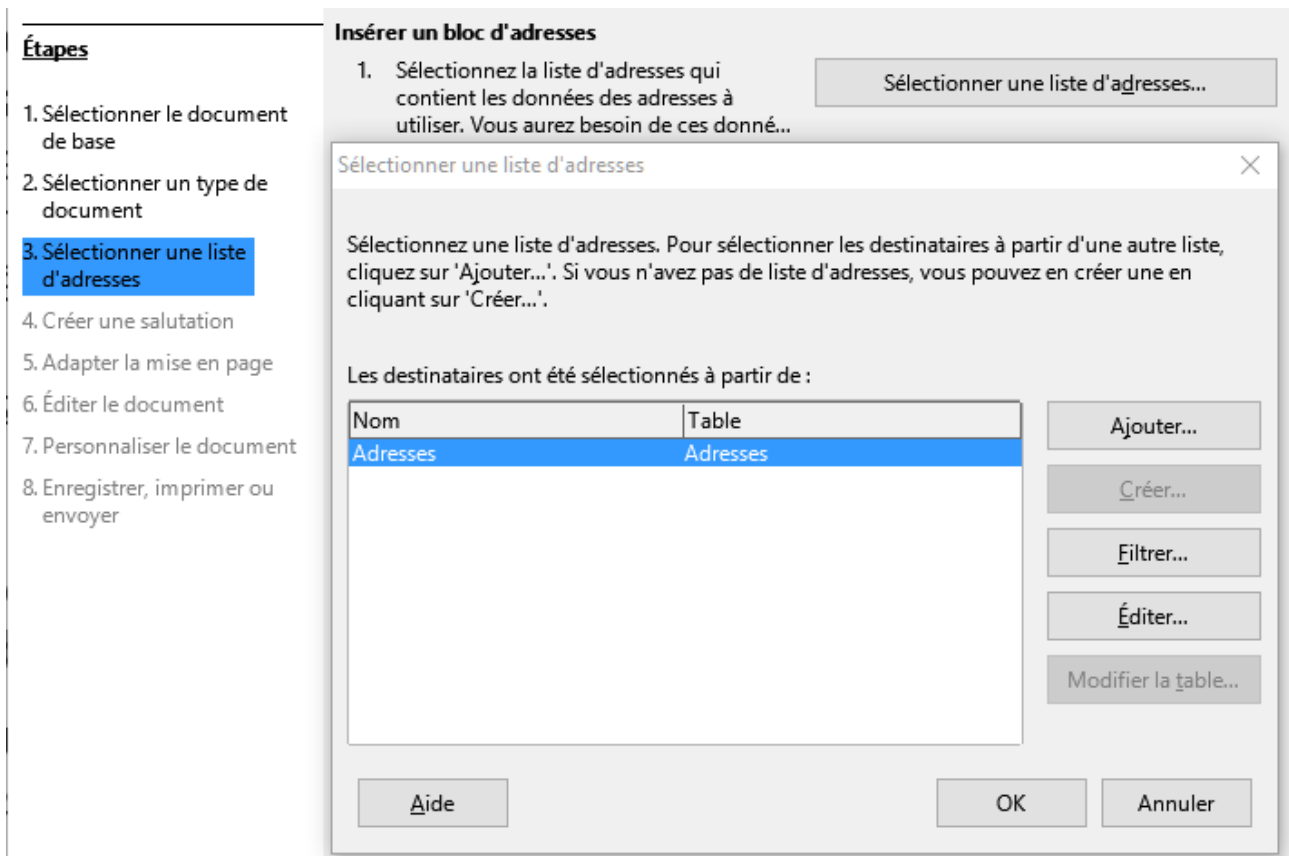 Étapes
1. Sélectionner le document
de base
2. Sélectionner un type de
document
3. Sélectionner une liste
d'adresses
4. Créer une salutation
5. Adapter la mise en page
6. Éditer le document
7. Personnaliser le document
8. Enregistrer, imprimer ou
envoyer
Insérer un bloc d'adresses
1. Sélectionnez la liste d'adresses qui
contient les données des adresses à
utiliser. Vous aurez besoin de ces donné...
Sélectionner une liste d'adresses...
Sélectionner une liste d'adresses
Sélectionnez une liste d'adresses. Pour sélectionner les destinataires à partir d'une autre liste,
cliquez sur 'Ajouter...'. Si vous n'avez pas de liste d'adresses, vous pouvez en créer une en
cliquant sur 'Créer...'.
Les destinataires ont été sélectionnés à partir de :
Nom Table
Adresses Adresses
Ajouter...
Créer...
Filtrer...
Éditer...
Modifier la table...
Aide
OK
Annuler